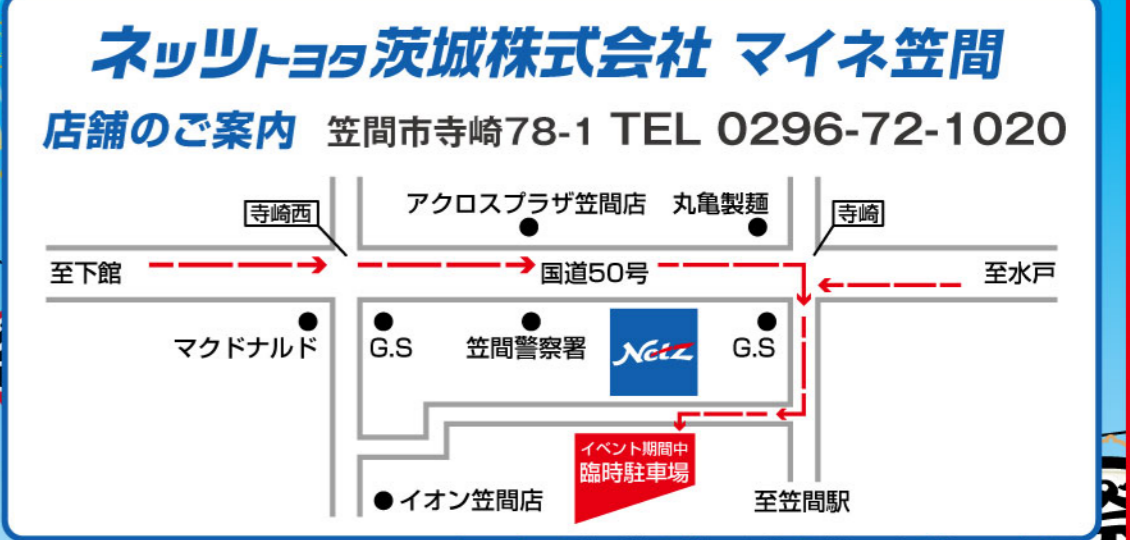 ネッツトヨタ茨城株式会社 マイネ笠間
店舗のご案内 笠間市寺崎78-1 TEL 0296-72-1020
寺崎西
アクロスプラザ笠間店
丸亀製麺
寺崎
至下館
国道50号
至水戸
マクドナルド
G.S
笠間警察署
Netz
G.S
イベント期間中
臨時駐車場
イオン笠間店
至笠間駅